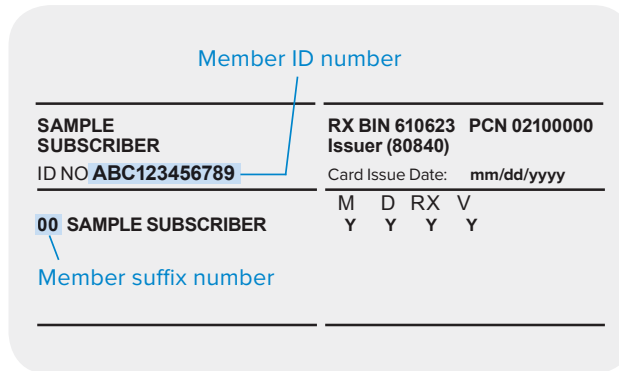 Member ID number
SAMPLE
SUBSCRIBER
ID NO ABC123456789
RX BIN 610623 PCN 02100000
Issuer (80840)
Card Issue Date: mm/dd/yyyy
M D RX V
Y Y Y Y
00 SAMPLE SUBSCRIBER
Member suffix number